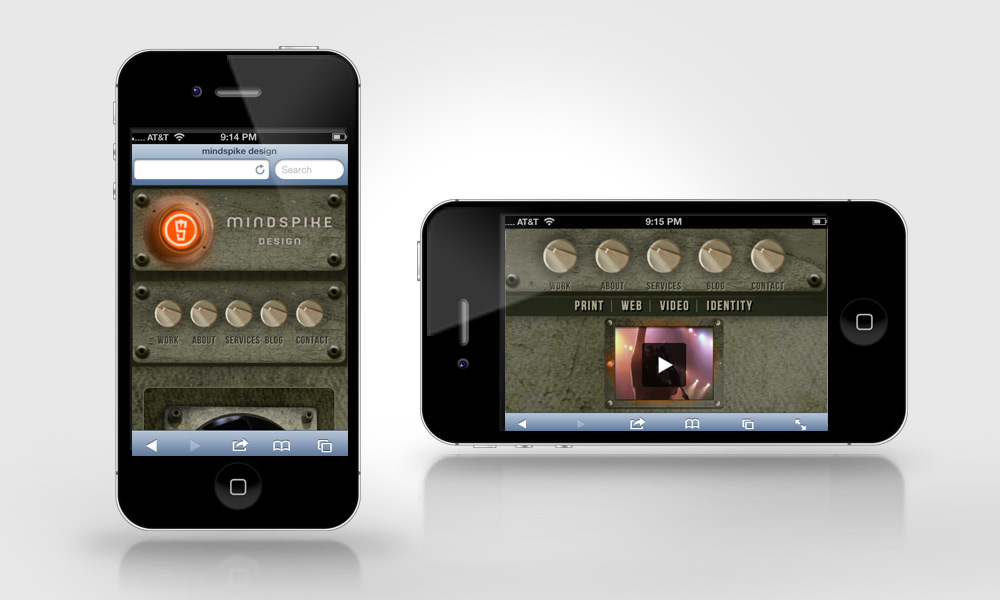 AT&T 9:14 PM
mindspike design
Search
MINDSPIKE
DESIGN
WORK ABOUT SERVICES BLOG CONTACT
AT&T 9:15 PM
WORK ABOUT SERVICES BLOG CONTACT
PRINT | WEB | VIDEO | IDENTITY